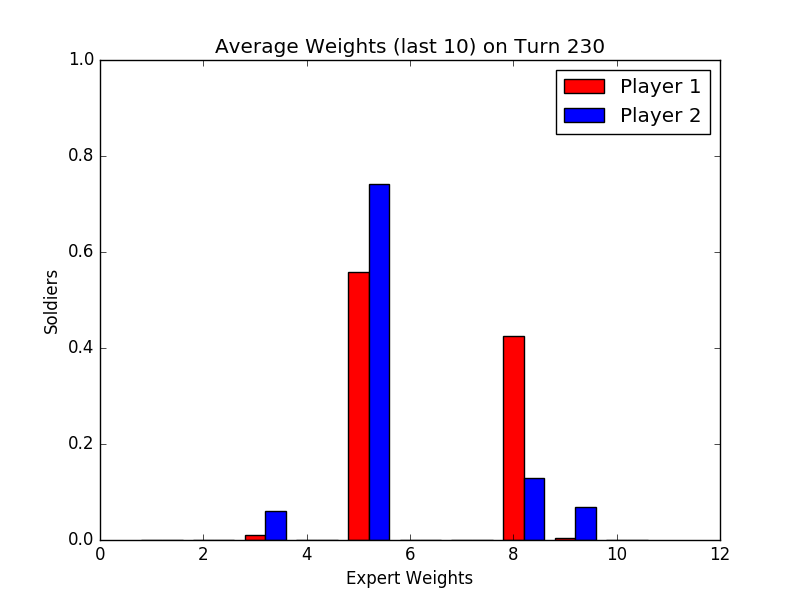 Average Weights (last 10) on Turn 230
1.0
Player 1
Player 2
0.8
0.6
Soldiers
0.4
0.2
0.0
0 2 4 6 8 10 12
Expert Weights